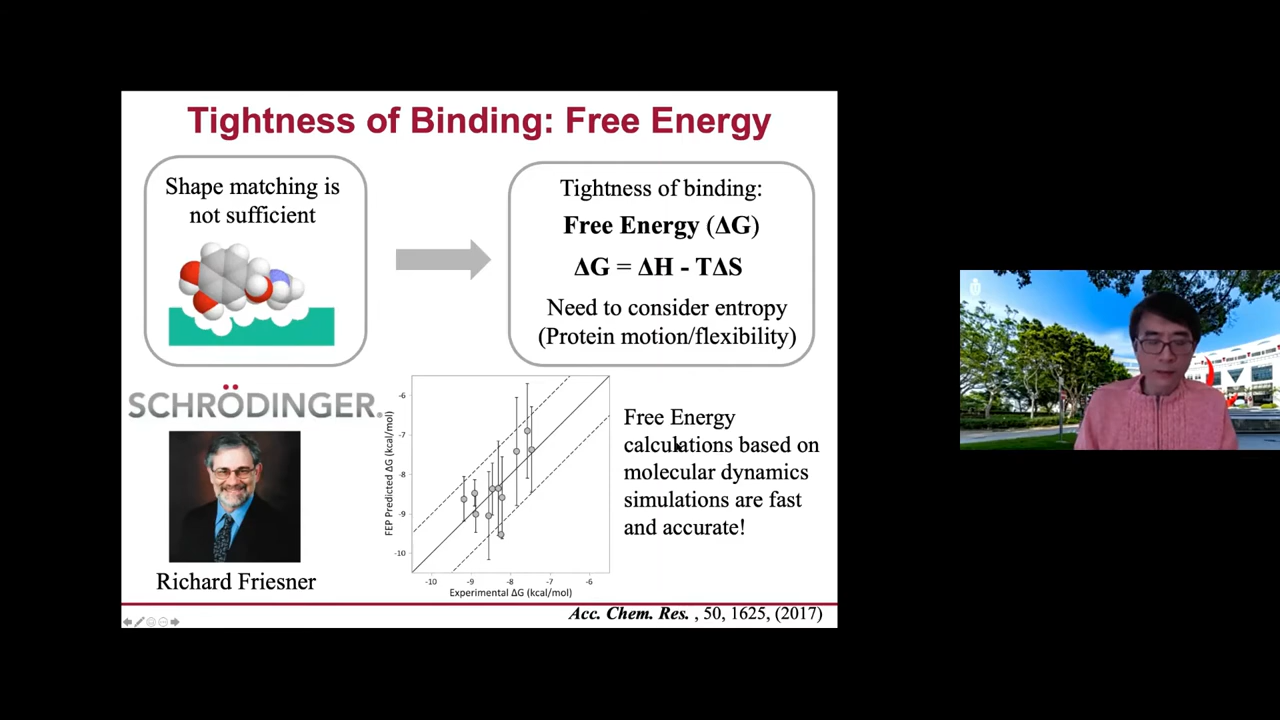 Tightness of Binding: Free Energy
Shape matching is
not sufficient
Tightness of binding:
Free Energy (ΔG)
ΔG = ΔH - TΔS
Need to consider entropy
(Protein motion/flexibility)
SCHRÖDINGER.
Richard Friesner
FEP Predicted ΔG (kcal/mol)
-6
-7
-8
-9
-10
-10
-9
-8
-7
-6
Experimental ΔG (kcal/mol)
Free Energy
calculations based on
molecular dynamics
simulations are fast
and accurate!
Acc. Chem. Res. , 50, 1625, (2017)